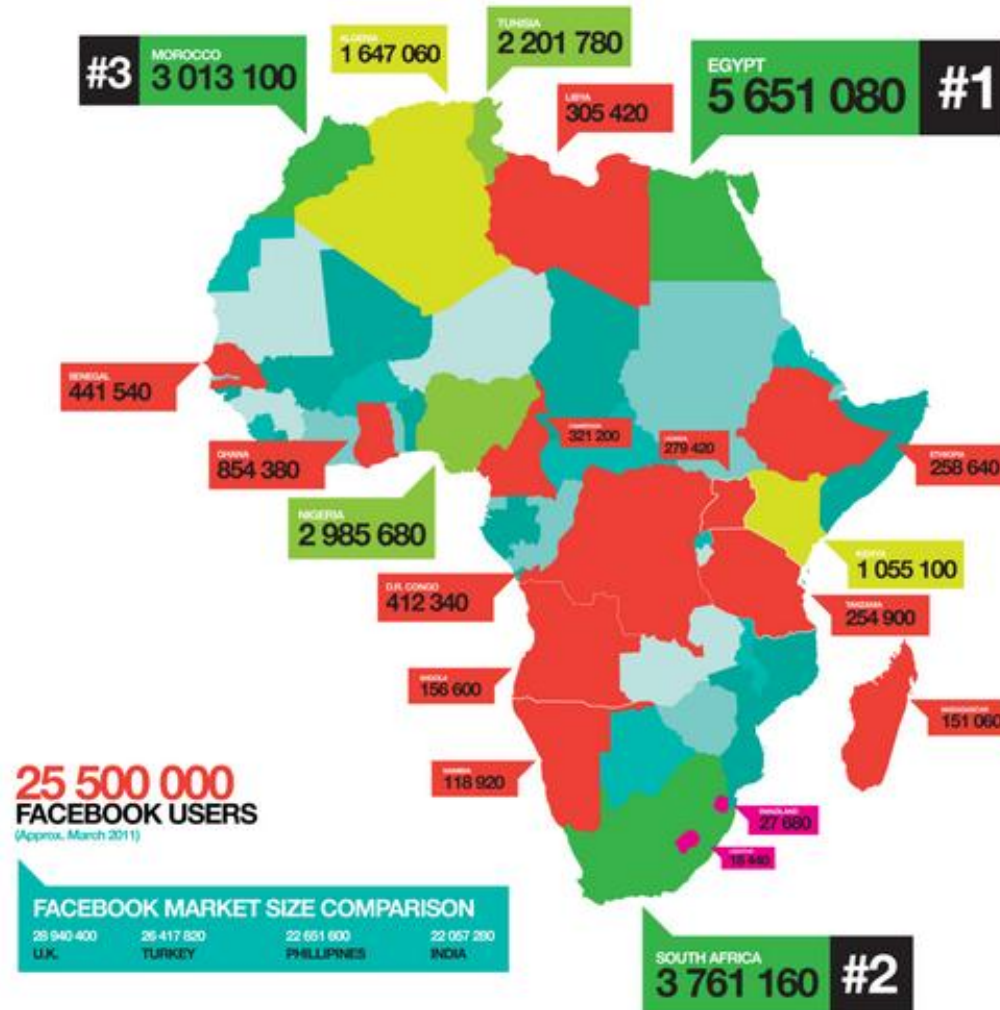 #3
MOROCCO
3 013 100
ALGERIA
1 647 060
TUNISIA
2 201 780
LIBYA
305 420
EGYPT
5 651 080
#1
SENEGAL
441 540
GHANA
854 380
NIGERIA
2 985 680
CAMEROON
321 200
UGANDA
279 420
ETHIOPIA
258 640
KENYA
1 055 100
D.R. CONGO
412 340
TANZANIA
254 900
ANGOLA
156 600
MADAGASCAR
151 060
NAMIBIA
118 920
SWAZILAND
27 680
LESOTHO
25 500 000
FACEBOOK USERS
(Approx. March 2011)
FACEBOOK MARKET SIZE COMPARISON
28 940 400 26 417 820 22 651 600 22 057 280
U.K. TURKEY PHILLIPINES INDIA
SOUTH AFRICA
3 761 160
#2